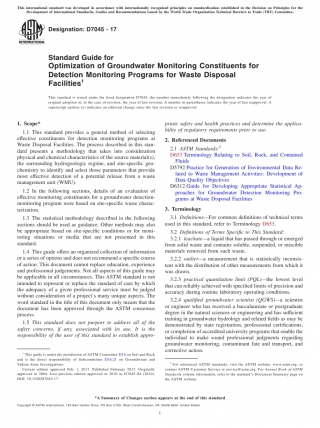 This international standard was developed in accordance with internationally recognized principles on standardization established in the Decision on Principles for the
Development of International Standards, Guides and Recommendations issued by the World Trade Organization Technical Barriers to Trade (TBT) Committee.
Designation: D7045 − 17
Standard Guide for
Optimization of Groundwater Monitoring Constituents for
Detection Monitoring Programs for Waste Disposal
Facilities1
This standard is issued under the fixed designation D7045; the number immediately following the designation indicates the year of
original adoption or, in the case of revision, the year of last revision. A number in parentheses indicates the year of last reapproval. A
superscript epsilon (ε) indicates an editorial change since the last revision or reapproval.
1. Scope*
1.1 This standard provides a general method of selecting
effective constituents for detection monitoring programs at
Waste Disposal Facilities. The process described in this stan-
dard presents a methodology that takes into consideration
physical and chemical characteristics of the source material(s),
the surrounding hydrogeologic regime, and site-specific geo-
chemistry to identify and select those parameters that provide
most effective detection of a potential release from a waste
management unit (WMU).
1.2 In the following sections, details of an evaluation of
effective monitoring constituents for a groundwater detection-
monitoring program were based on site-specific waste charac-
terization.
1.3 The statistical methodology described in the following
sections should be used as guidance. Other methods may also
be appropriate based on site-specific conditions or for moni-
toring situations or media that are not presented in this
standard.
1.4 This guide offers an organized collection of information
or a series of options and does not recommend a specific course
of action. This document cannot replace education, experience
and professional judgements. Not all aspects of this guide may
be applicable in all circumstances. This ASTM standard is not
intended to represent or replace the standard of care by which
the adequacy of a given professional service must be judged
without consideration of a project's many unique aspects. The
word standard in the title of this document only means that the
document has been approved through the ASTM consensus
process.
1.5 This standard does not purport to address all of the
safety concerns, if any, associated with its use. It is the
responsibility of the user of this standard to establish appro-
1 This guide is under the jurisdiction of ASTM Committee D18 on Soil and Rock
and is the direct responsibility of Subcommittee D18.21 on Groundwater and
Vadose Zone Investigations.
Current edition approved Feb. 1, 2017. Published February 2017. Originally
approved in 2004. Last previous edition approved in 2010 as D7045-04 (2010).
DOI: 10.1520/D7045-17.
priate safety and health practices and determine the applica-
bility of regulatory requirements prior to use.
2. Referenced Documents
2.1 ASTM Standards:2
D653 Terminology Relating to Soil, Rock, and Contained
Fluids
D5792 Practice for Generation of Environmental Data Re-
lated to Waste Management Activities: Development of
Data Quality Objectives
D6312 Guide for Developing Appropriate Statistical Ap-
proaches for Groundwater Detection Monitoring Pro-
grams at Waste Disposal Facilities
3. Terminology
3.1 Definitions—For common definitions of technical terms
used in this standard, refer to Terminology D653.
3.2 Definitions of Terms Specific to This Standard:
3.2.1 leachate—a liquid that has passed through or emerged
from solid waste and contains soluble, suspended, or miscible
materials removed from such waste.
3.2.2 outlier—a measurement that is statistically inconsis-
tent with the distribution of other measurements from which it
was drawn.
3.2.3 practical quantitation limit (PQL)—the lowest level
that can reliably achieved with specified limits of precision and
accuracy during routine laboratory operating conditions.
3.2.4 qualified groundwater scientist (QGWS)—a scientist
or engineer who has received a baccalaureate or postgraduate
degree in the natural sciences or engineering and has sufficient
training in groundwater hydrology and related fields as may be
demonstrated by state registration, professional certifications,
or completion of accredited university programs that enable the
individual to make sound professional judgments regarding
groundwater monitoring, contaminant fate and transport, and
corrective action.
2 For referenced ASTM standards, visit the ASTM website, www.astm.org, or
contact ASTM Customer Service at service@astm.org. For Annual Book of ASTM
Standards volume information, refer to the standard's Document Summary page on
the ASTM website.
*A Summary of Changes section appears at the end of this standard
Copyright © ASTM International, 100 Barr Harbor Drive, PO Box C700, West Conshohocken, PA 19428-2959. United States
1